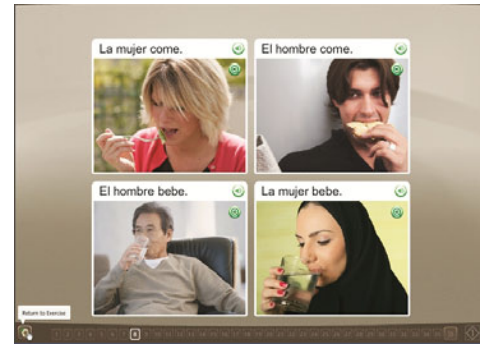 La mujer come.
El hombre come.
El hombre bebe.
La mujer bebe.
Return to Exercise